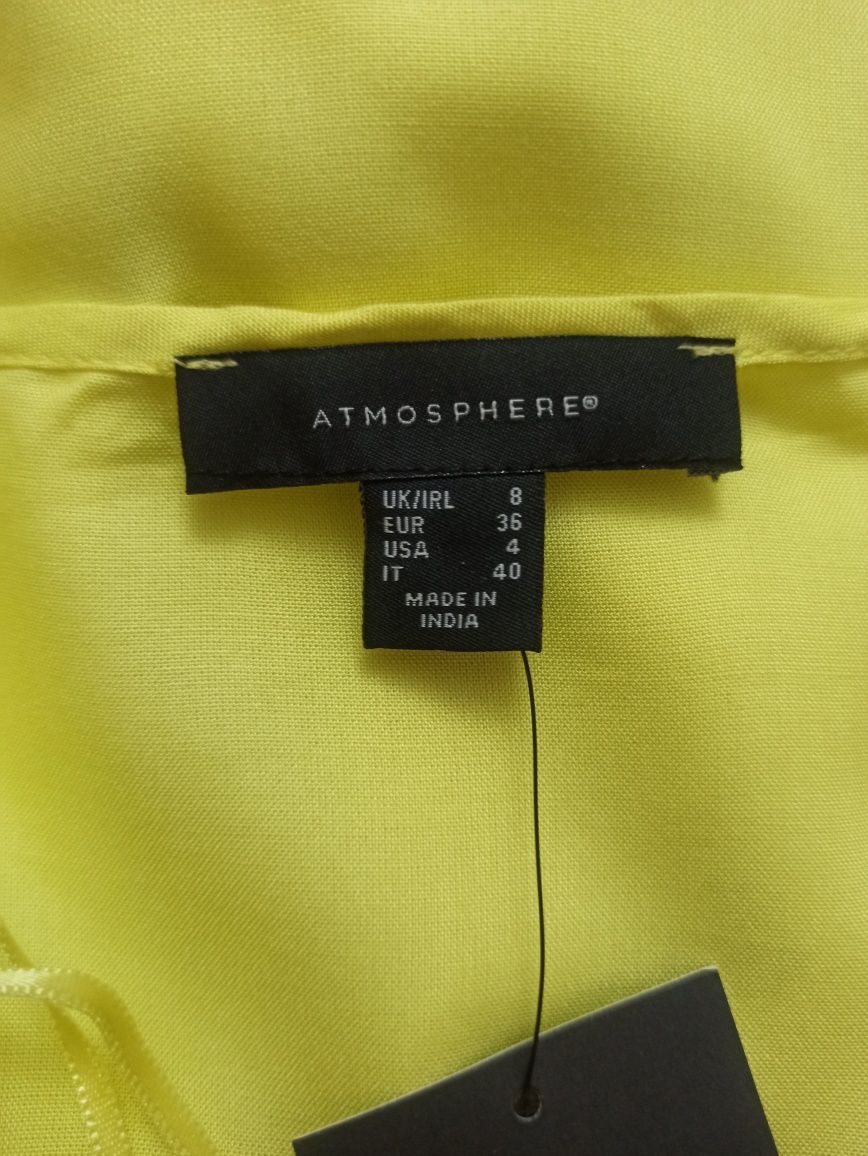 ATMOSPHERE®
UK/IRL 8
EUR 36
USA 4
IT 40
MADE IN
INDIA